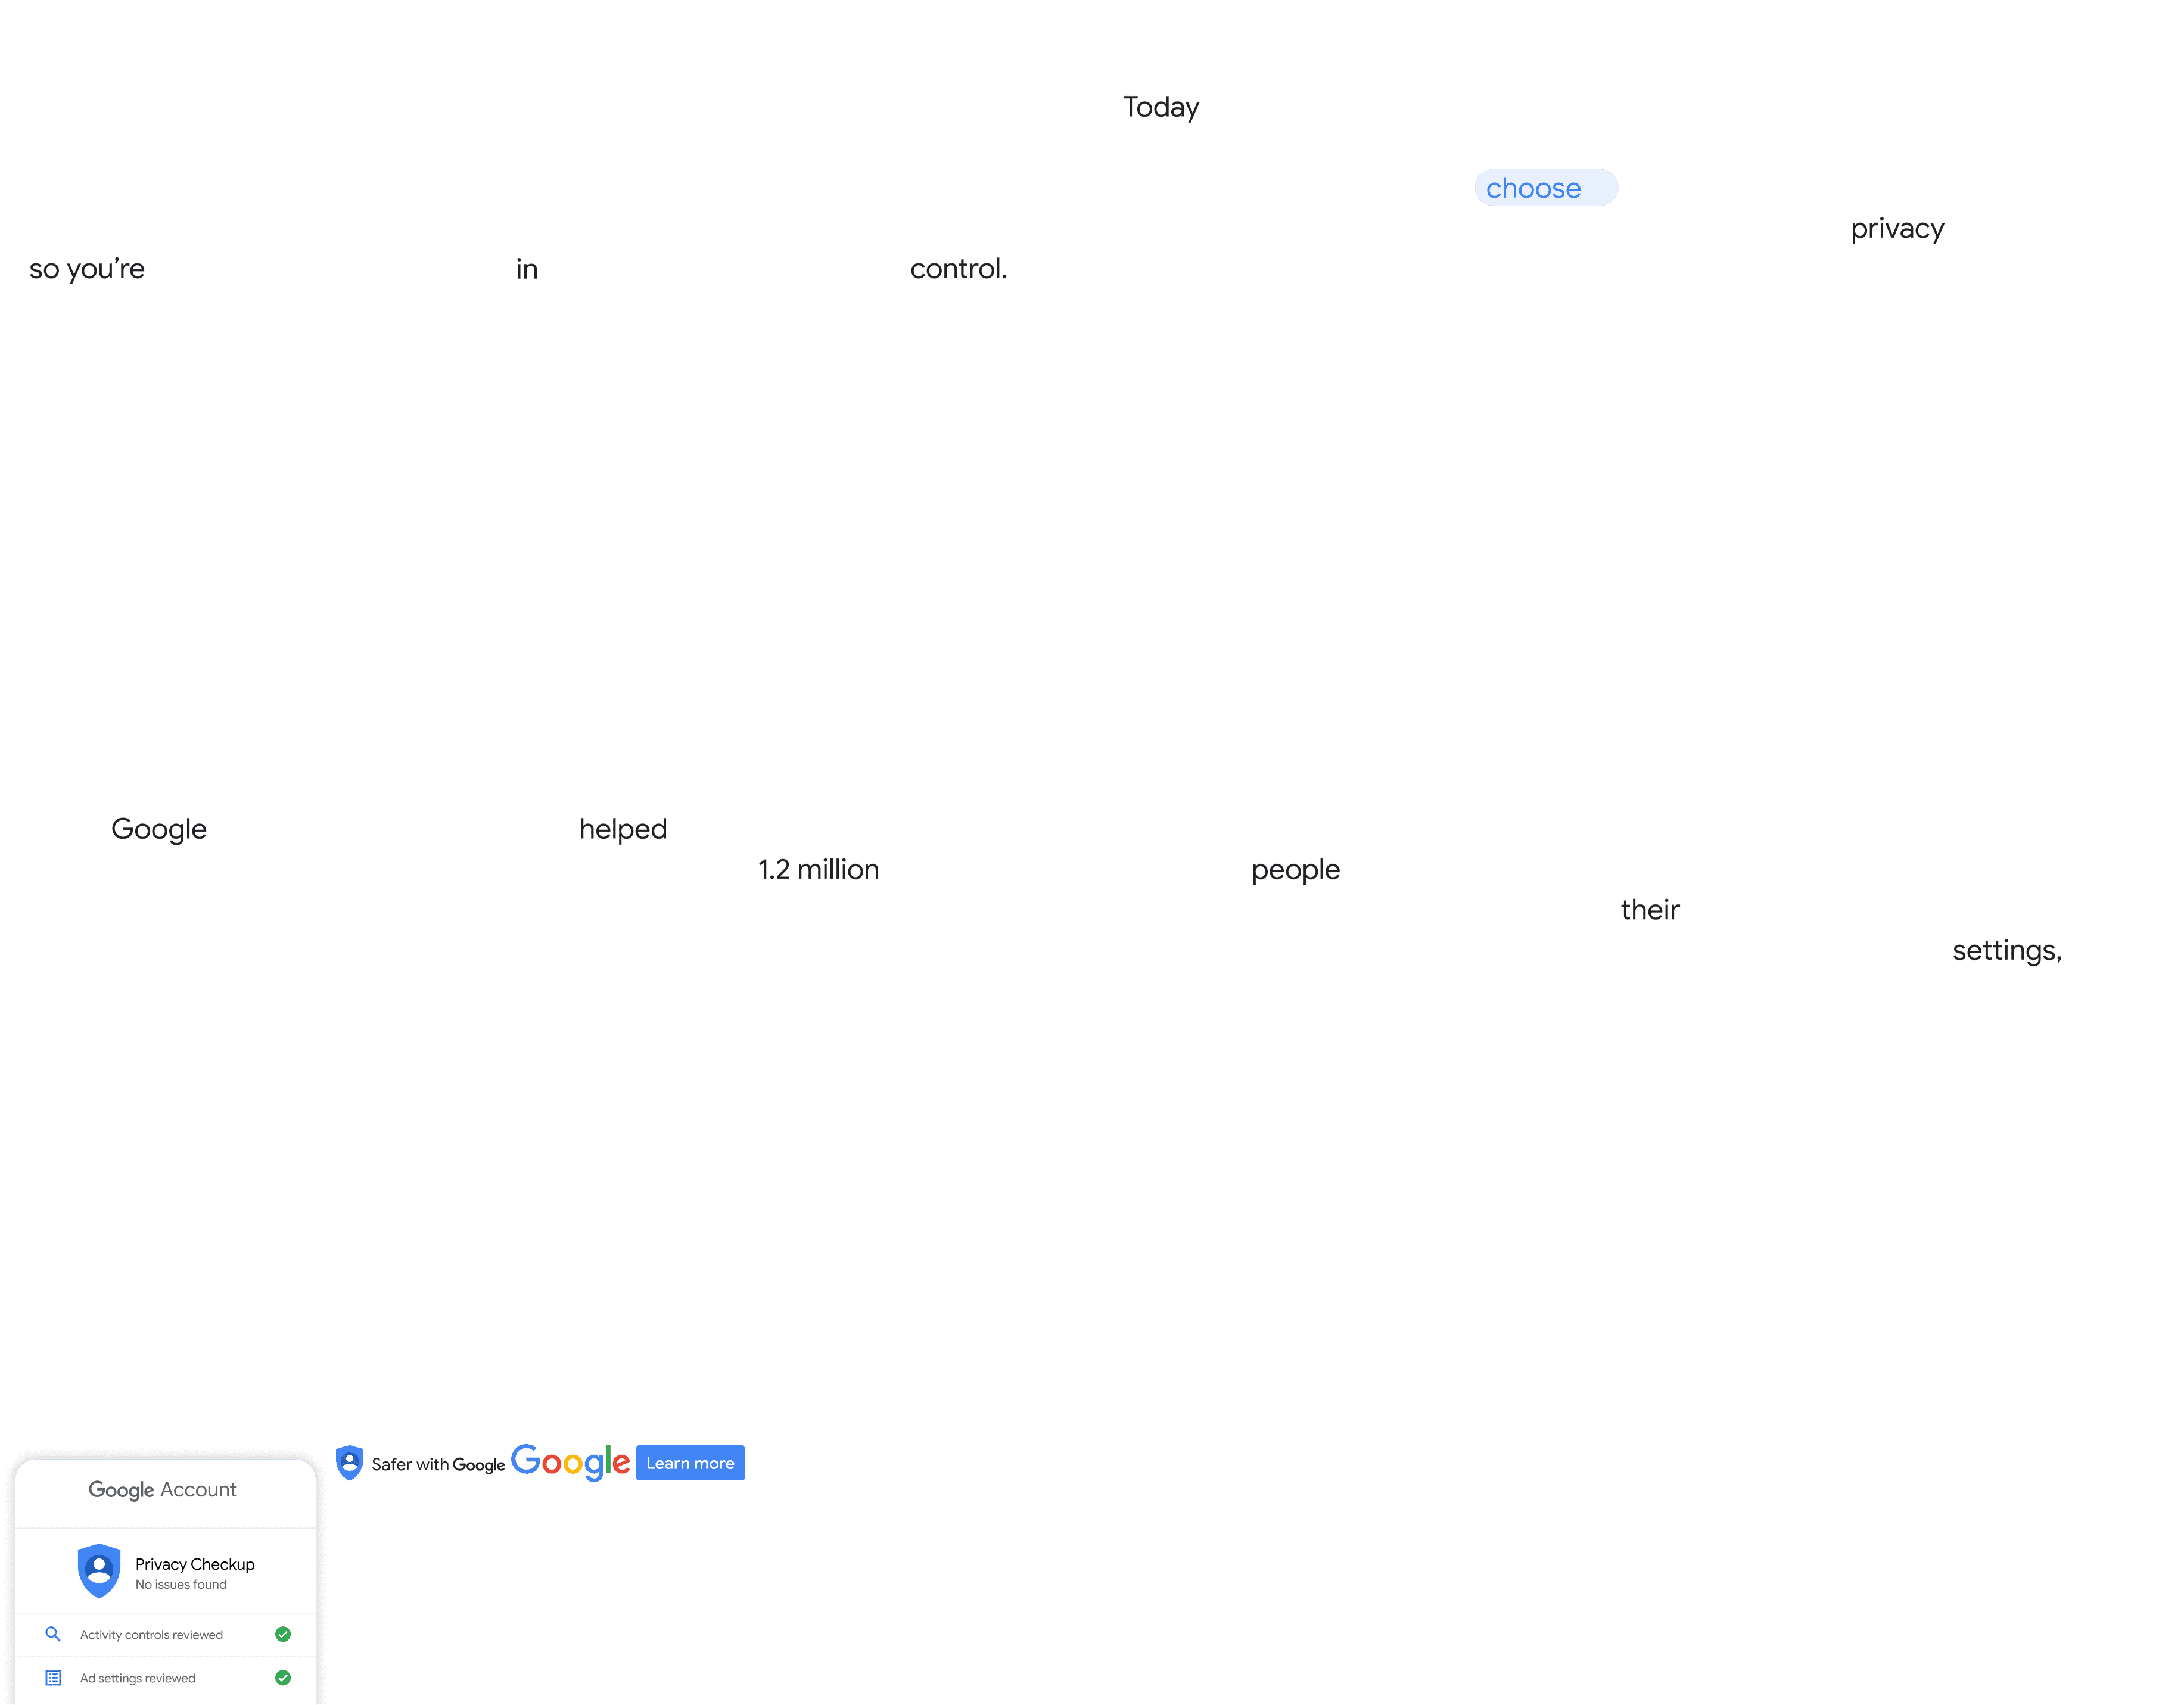 Today
choose
privacy
so you’re in control.
Google helped
1.2 million people
their
settings,
Safer with Google Google Learn more
Google Account
Privacy Checkup
No issues found
Activity controls reviewed
Ad settings reviewed